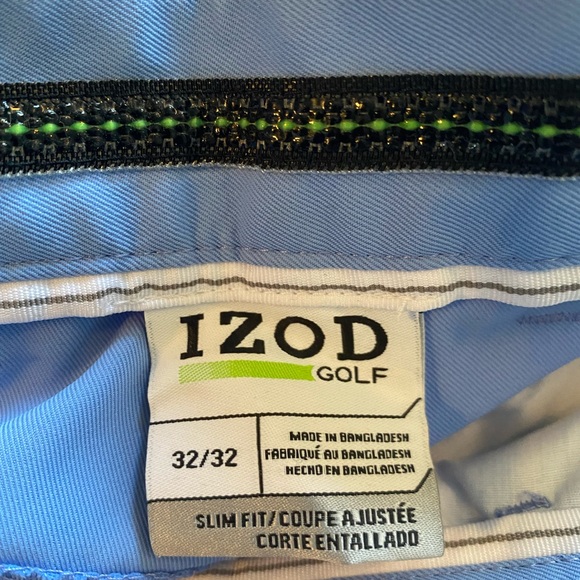 IZOD
GOLF
32/32
MADE IN BANGLADESH
FABRIQUÉ AU BANGLADESH
HECHO EN BANGLADESH
SLIM FIT/COUPE AJUSTÉE
CORTE ENTALLADO